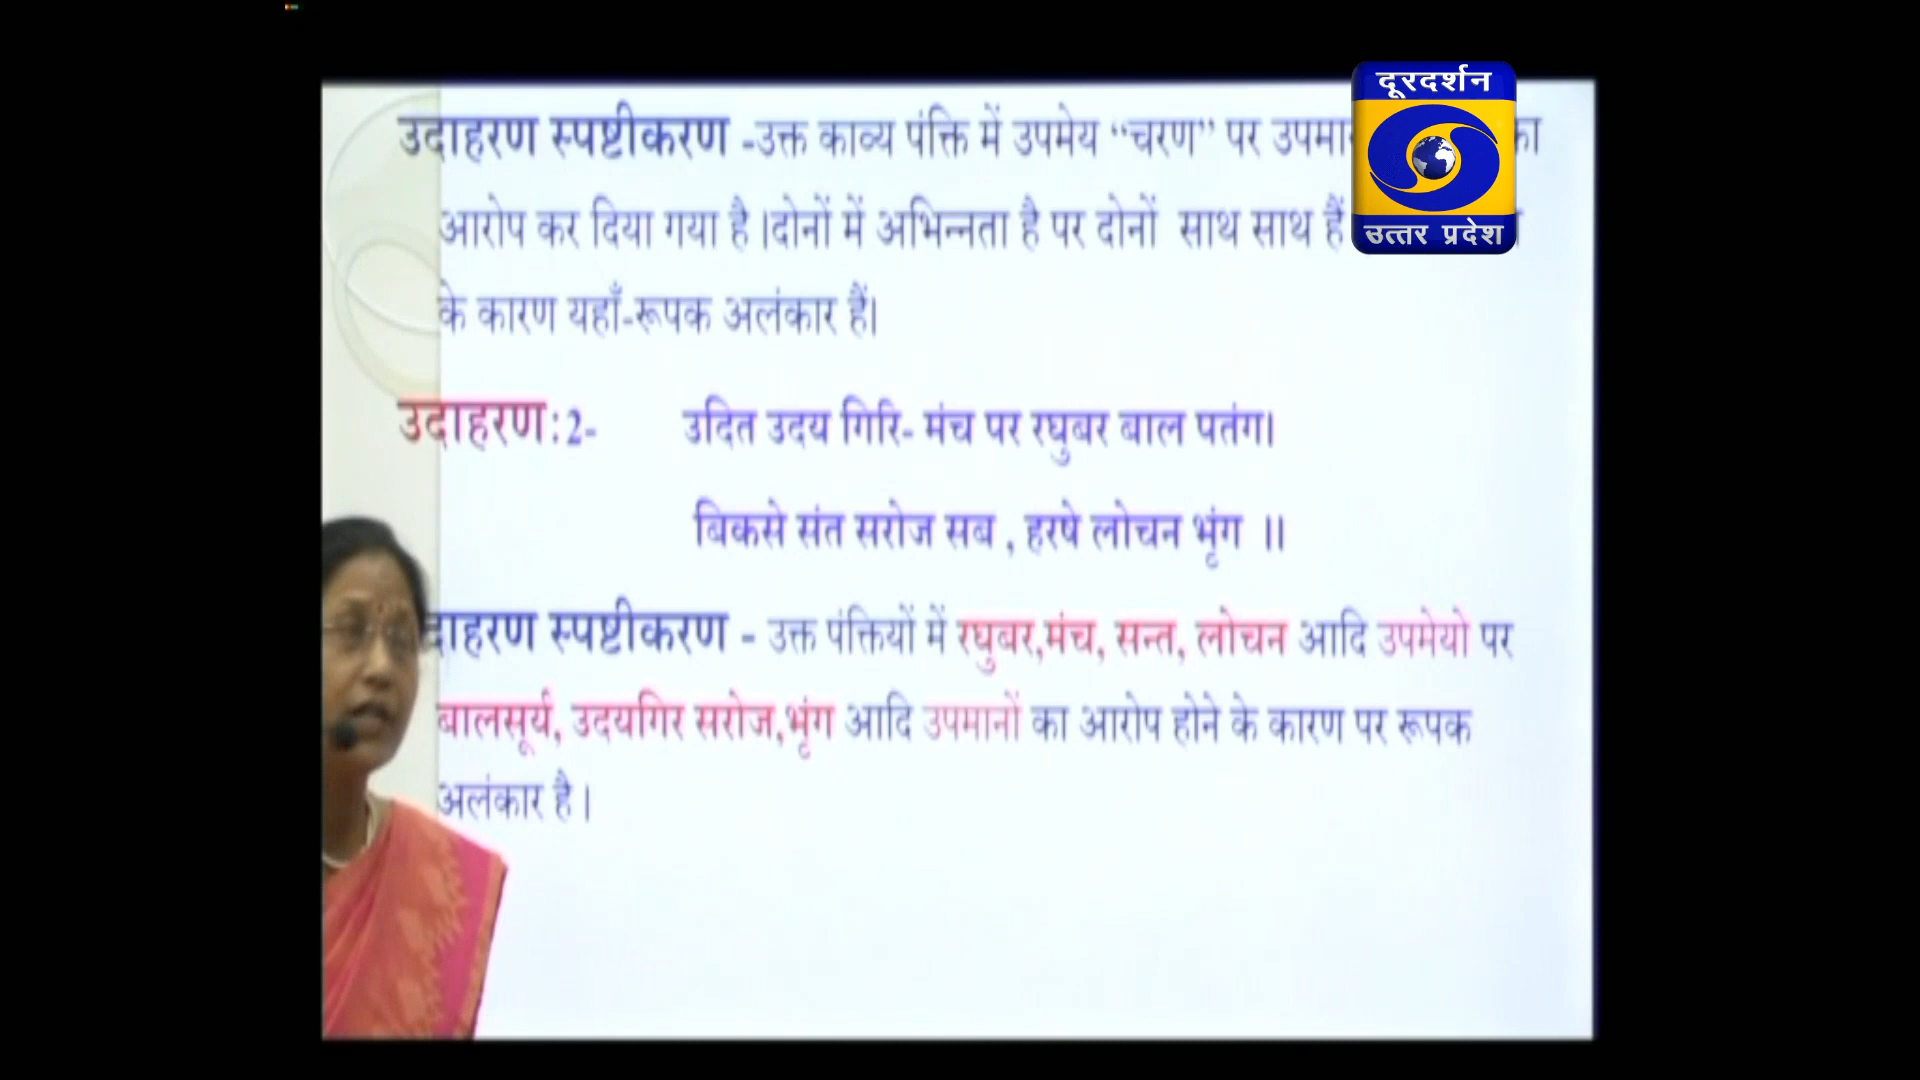 दूरदर्शन
उत्तर प्रदेश
उदाहरण स्पष्टीकरण -उक्त काव्य पंक्ति में उपमेय “चरण” पर का
आरोप कर दिया गया है ।दोनों में अभिन्नता है पर दोनों साथ साथ हैं
के कारण यहाँ-रूपक अलंकार हैं।
उदाहरण:2- उदित उदय गिरि- मंच पर रघुबर बाल पतंग।
बिकसे संत सरोज सब , हरषे लोचन भृंग ।।
दाहरण स्पष्टीकरण - उक्त पंक्तियों में रघुबर,मंच, सन्त, लोचन आदि उपमेयो पर
बालसूर्य, उदयगिर सरोज,भृंग आदि उपमानों का आरोप होने के कारण पर रूपक
अलंकार है ।